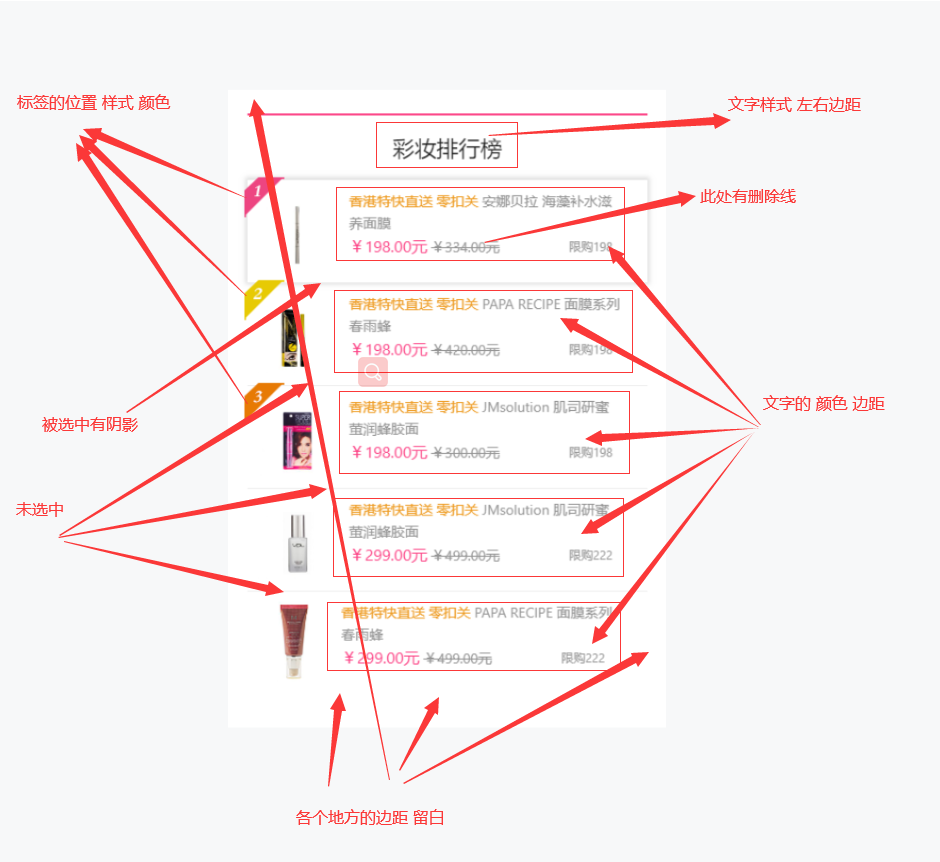 标签的位置 样式 颜色
文字样式 左右边距
彩妆排行榜
此处有删除线
1
香港特快直送 零扣关 安娜贝拉 海藻补水滋
养面膜
￥198.00元 ￥334.00元 限购198
2
香港特快直送 零扣关 PAPA RECIPE 面膜系列
春雨蜂
￥198.00元 ￥420.00元 限购198
3
香港特快直送 零扣关 JMsolution 肌司研蜜
萤润蜂胶面
￥198.00元 ￥300.00元 限购198
文字的 颜色 边距
被选中有阴影
未选中
香港特快直送 零扣关 JMsolution 肌司研蜜
萤润蜂胶面
￥299.00元 ￥499.00元 限购222
香港特快直送 零扣关 PAPA RECIPE 面膜系列
春雨蜂
￥299.00元 ￥499.00元 限购222
各个地方的边距 留白